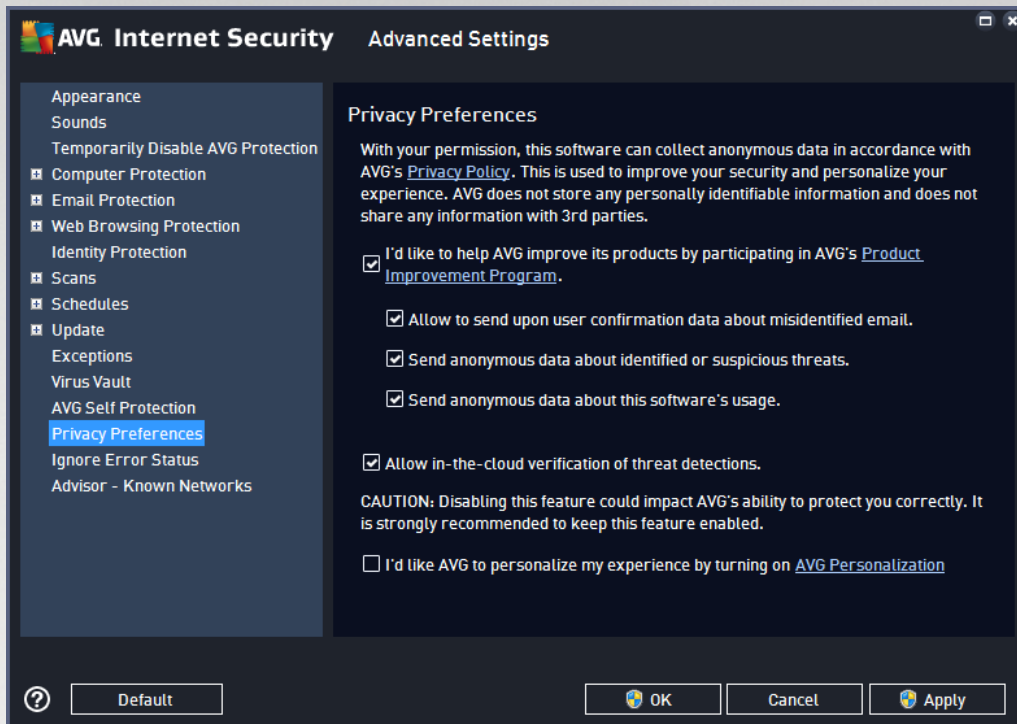 AVG. Internet Security Advanced Settings
Appearance
Sounds
Temporarily Disable AVG Protection
Computer Protection
Email Protection
Web Browsing Protection
Identity Protection
Scans
Schedules
Update
Exceptions
Virus Vault
AVG Self Protection
Privacy Preferences
Ignore Error Status
Advisor - Known Networks
Privacy Preferences
With your permission, this software can collect anonymous data in accordance with
AVG's Privacy Policy. This is used to improve your security and personalize your
experience. AVG does not store any personally identifiable information and does not
share any information with 3rd parties.
I'd like to help AVG improve its products by participating in AVG's Product
Improvement Program.
Allow to send upon user confirmation data about misidentified email.
Send anonymous data about identified or suspicious threats.
Send anonymous data about this software's usage.
Allow in-the-cloud verification of threat detections.
CAUTION: Disabling this feature could impact AVG's ability to protect you correctly. It
is strongly recommended to keep this feature enabled.
I'd like AVG to personalize my experience by turning on AVG Personalization
? Default OK Cancel Apply